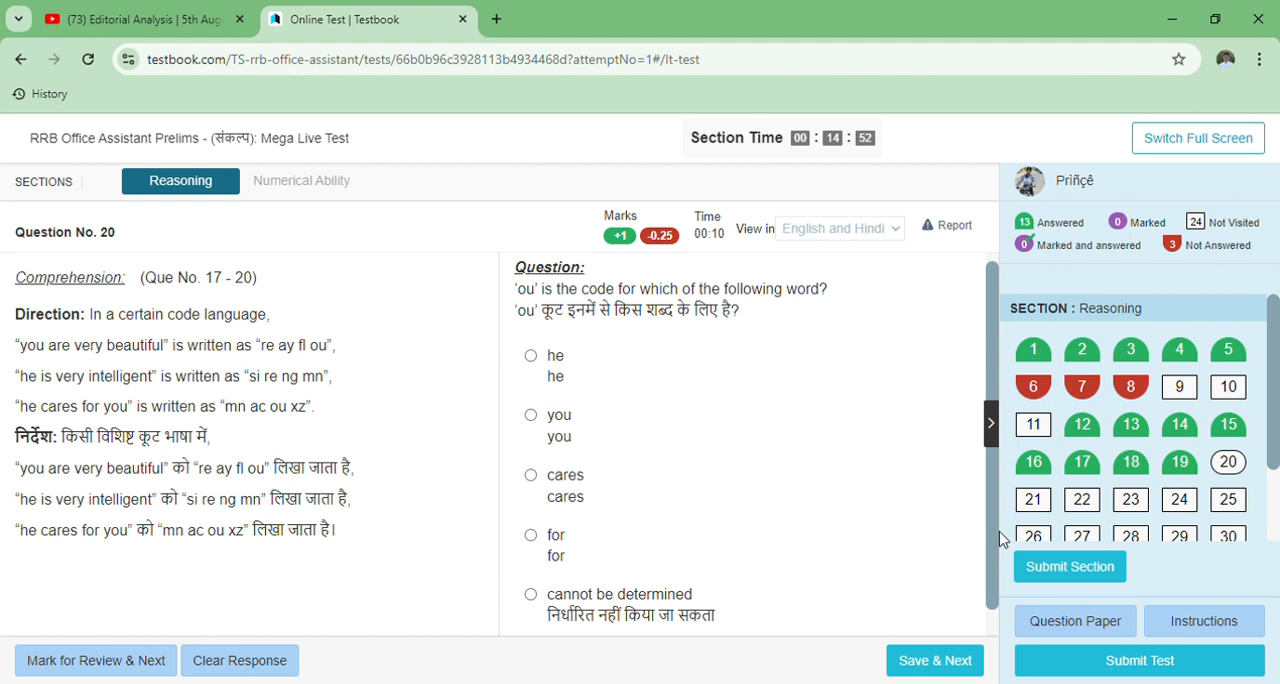 (73) Editorial Analysis | 5th Aug
Online Test | Testbook
testbook.com/TS-rrb-office-assistant/tests/66b0b96c3928113b4934468d?attemptNo=1#/lt-test
History
RRB Office Assistant Prelims - (संकल्प): Mega Live Test
Section Time 00 : 14 : 52
Switch Full Screen
SECTIONS
Reasoning
Numerical Ability
Priñçê
Question No. 20
Marks
+1 -0.25
Time
00:10
View in English and Hindi
Report
13 Answered
0 Marked
24 Not Visited
0 Marked and answered
3 Not Answered
Comprehension: (Que No. 17 - 20)
Direction: In a certain code language,
“you are very beautiful” is written as “re ay fl ou”,
“he is very intelligent” is written as “si re ng mn”,
“he cares for you” is written as “mn ac ou xz”.
निर्देश: किसी विशिष्ट कूट भाषा में,
“you are very beautiful” को “re ay fl ou” लिखा जाता है,
“he is very intelligent” को “si re ng mn” लिखा जाता है,
“he cares for you” को “mn ac ou xz” लिखा जाता है।
Question:
‘ou’ is the code for which of the following word?
‘ou’ कूट इनमें से किस शब्द के लिए है?
he
he
you
you
cares
cares
for
for
cannot be determined
निर्धारित नहीं किया जा सकता
SECTION : Reasoning
1 2 3 4 5
6 7 8 9 10
11 12 13 14 15
16 17 18 19 20
21 22 23 24 25
26 27 28 29 30
Submit Section
Question Paper
Instructions
Mark for Review & Next
Clear Response
Save & Next
Submit Test